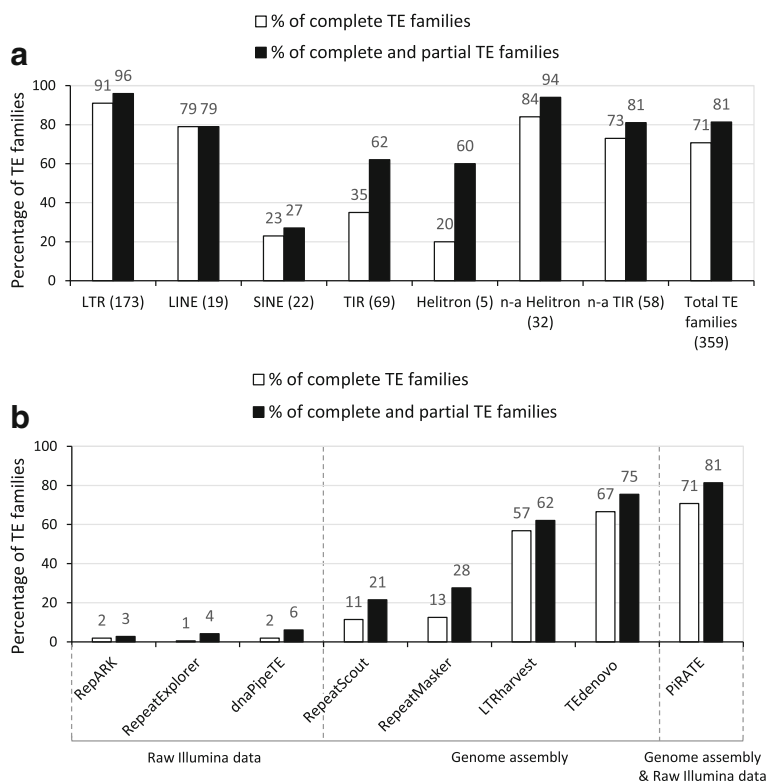 % of complete TE families
% of complete and partial TE families
a
Percentage of TE families
100
80
60
40
20
0
91 96
79 79
23 27
35 62
20 60
84 94
73 81
71 81
LTR (173)
LINE (19)
SINE (22)
TIR (69)
Helitron (5)
n-a Helitron
(32)
n-a TIR (58)
Total TE
families
(359)
% of complete TE families
% of complete and partial TE families
b
Percentage of TE families
100
80
60
40
20
0
2 3
1 4
2 6
11 21
13 28
57 62
67 75
71 81
RepARK
RepeatExplorer
dnaPipeTE
RepeatScout
RepeatMasker
LTRharvest
TEdenovo
PiRATE
Raw Illumina data
Genome assembly
Genome assembly
& Raw Illumina data